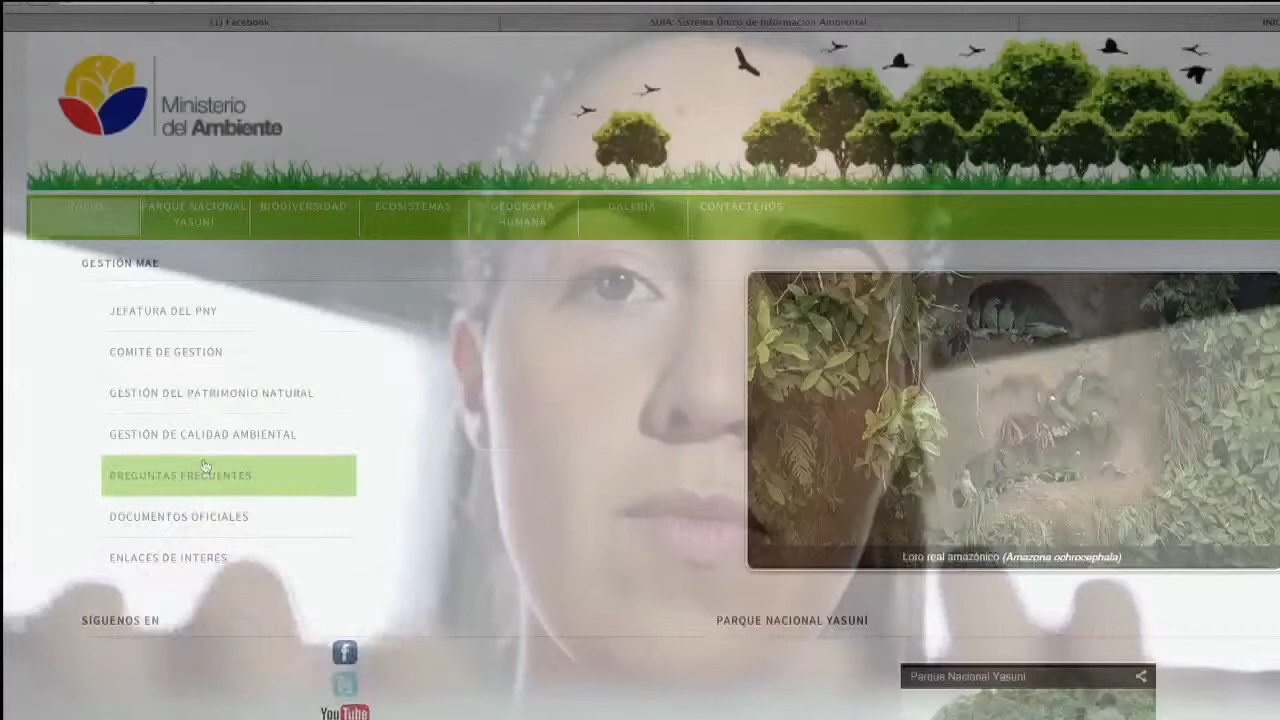 (1) Facebook
SUIA: Sistema Único de Información Ambiental
INIC
Ministerio
del Ambiente
INICIO
PARQUE NACIONAL
YASUNÍ
BIODIVERSIDAD
ECOSISTEMAS
GEOGRAFÍA
HUMANA
GALERÍA
CONTÁCTENOS
GESTIÓN MAE
JEFATURA DEL PNY
COMITÉ DE GESTIÓN
GESTIÓN DEL PATRIMONIO NATURAL
GESTIÓN DE CALIDAD AMBIENTAL
PREGUNTAS FRECUENTES
DOCUMENTOS OFICIALES
ENLACES DE INTERÉS
Loro real amazónico (Amazona ochrocephala)
SÍGUENOS EN
PARQUE NACIONAL YASUNÍ
Parque Nacional Yasuni
YouTube